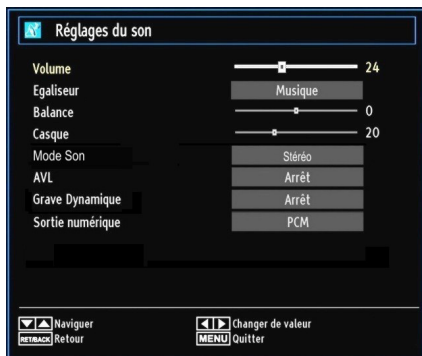 Réglages du son
Volume 24
Egaliseur Musique
Balance 0
Casque 20
Mode Son Stéréo
AVL Arrêt
Grave Dynamique Arrêt
Sortie numérique PCM
Naviguer Changer de valeur
RET/BACK Retour MENU Quitter